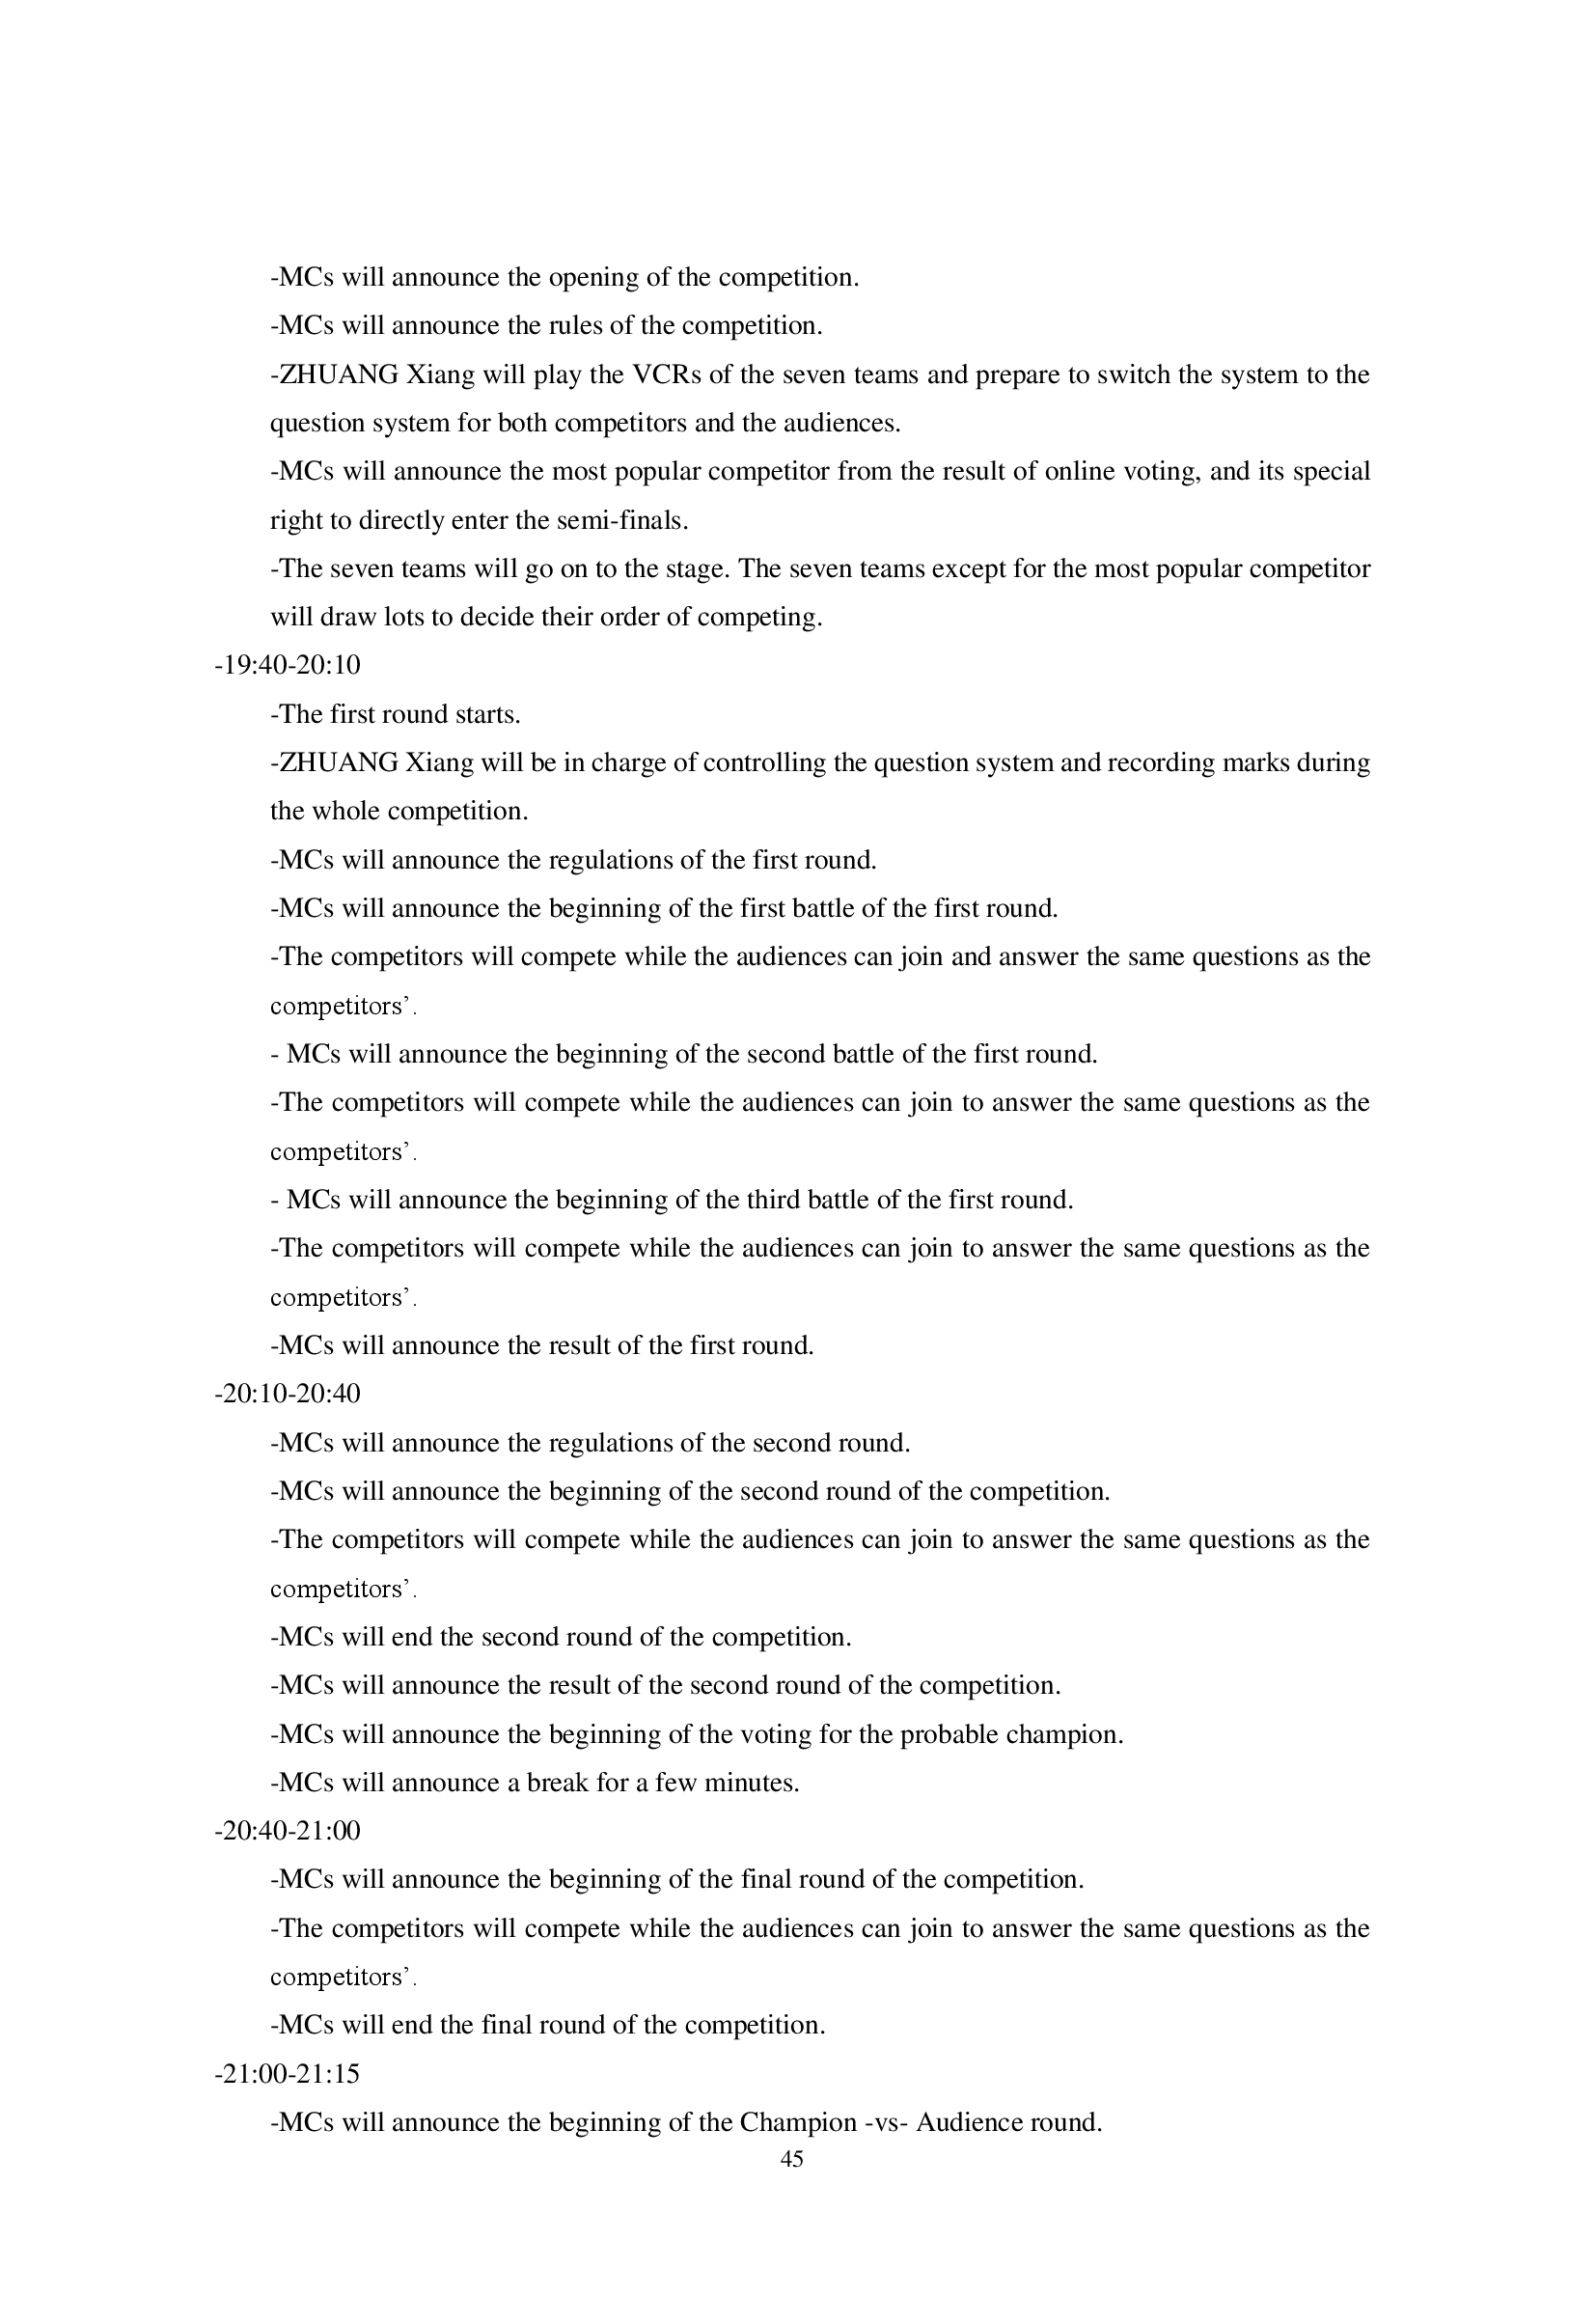 -MCs will announce the opening of the competition.
-MCs will announce the rules of the competition.
-ZHUANG Xiang will play the VCRs of the seven teams and prepare to switch the system to the
question system for both competitors and the audiences.
-MCs will announce the most popular competitor from the result of online voting, and its special
right to directly enter the semi-finals.
-The seven teams will go on to the stage. The seven teams except for the most popular competitor
will draw lots to decide their order of competing.
-19:40-20:10
-The first round starts.
-ZHUANG Xiang will be in charge of controlling the question system and recording marks during
the whole competition.
-MCs will announce the regulations of the first round.
-MCs will announce the beginning of the first battle of the first round.
-The competitors will compete while the audiences can join and answer the same questions as the
competitors’.
- MCs will announce the beginning of the second battle of the first round.
-The competitors will compete while the audiences can join to answer the same questions as the
competitors’.
- MCs will announce the beginning of the third battle of the first round.
-The competitors will compete while the audiences can join to answer the same questions as the
competitors’.
-MCs will announce the result of the first round.
-20:10-20:40
-MCs will announce the regulations of the second round.
-MCs will announce the beginning of the second round of the competition.
-The competitors will compete while the audiences can join to answer the same questions as the
competitors’.
-MCs will end the second round of the competition.
-MCs will announce the result of the second round of the competition.
-MCs will announce the beginning of the voting for the probable champion.
-MCs will announce a break for a few minutes.
-20:40-21:00
-MCs will announce the beginning of the final round of the competition.
-The competitors will compete while the audiences can join to answer the same questions as the
competitors’.
-MCs will end the final round of the competition.
-21:00-21:15
-MCs will announce the beginning of the Champion -vs- Audience round.
45